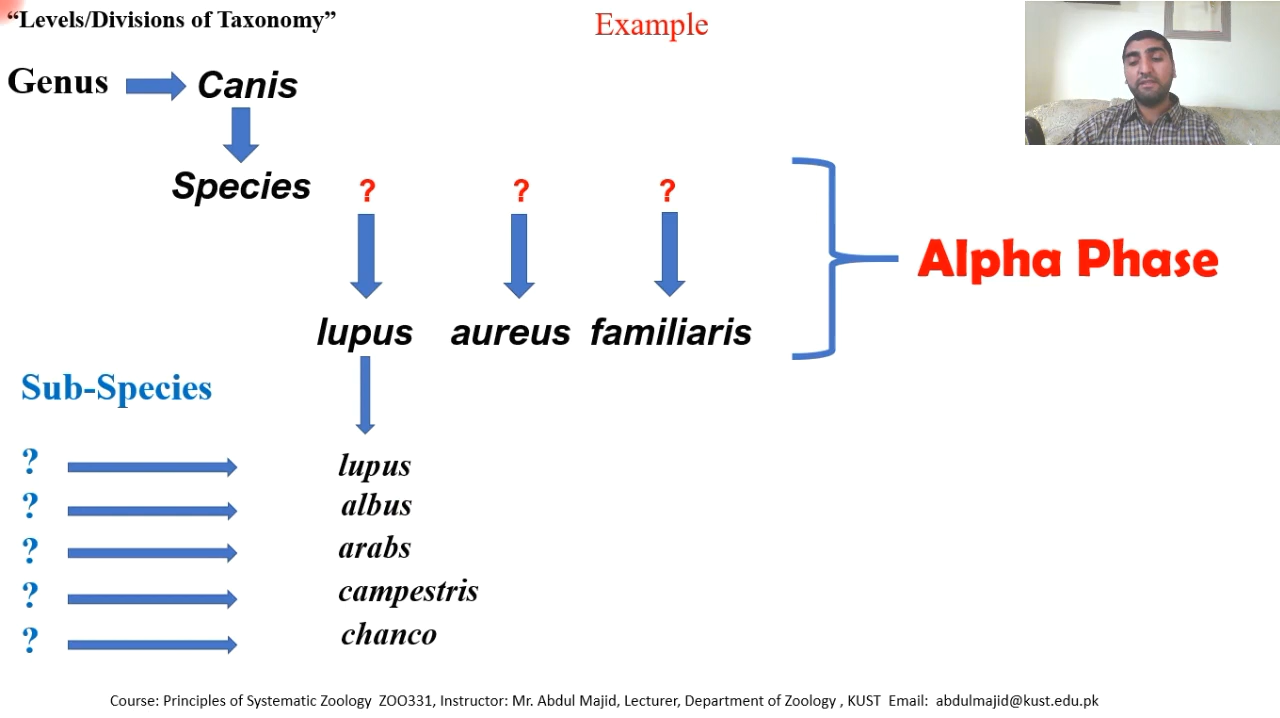 “Levels/Divisions of Taxonomy”
Example
Genus Canis
Species ? ? ?
Alpha Phase
lupus aureus familiaris
Sub-Species
? lupus
? albus
? arabs
? campestris
? chanco
Course: Principles of Systematic Zoology ZOO331, Instructor: Mr. Abdul Majid, Lecturer, Department of Zoology , KUST Email: abdulmajid@kust.edu.pk